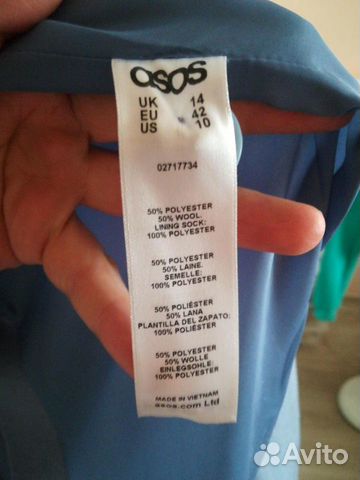 asos
UK 14
EU 42
US 10
02717734
50% POLYESTER
50% WOOL.
LINING SOCK:
100% POLYESTER
50% POLYESTER
50% LAINE.
SEMELLE:
100% POLYESTER
50% POLIÉSTER
50% LANA
PLANTILLA DEL ZAPATO:
100% POLIÉSTER
50% POLYESTER
50% WOLLE
EINLEGSOHLE:
100% POLYESTER
MADE IN VIETNAM
asos.com Ltd
Avito